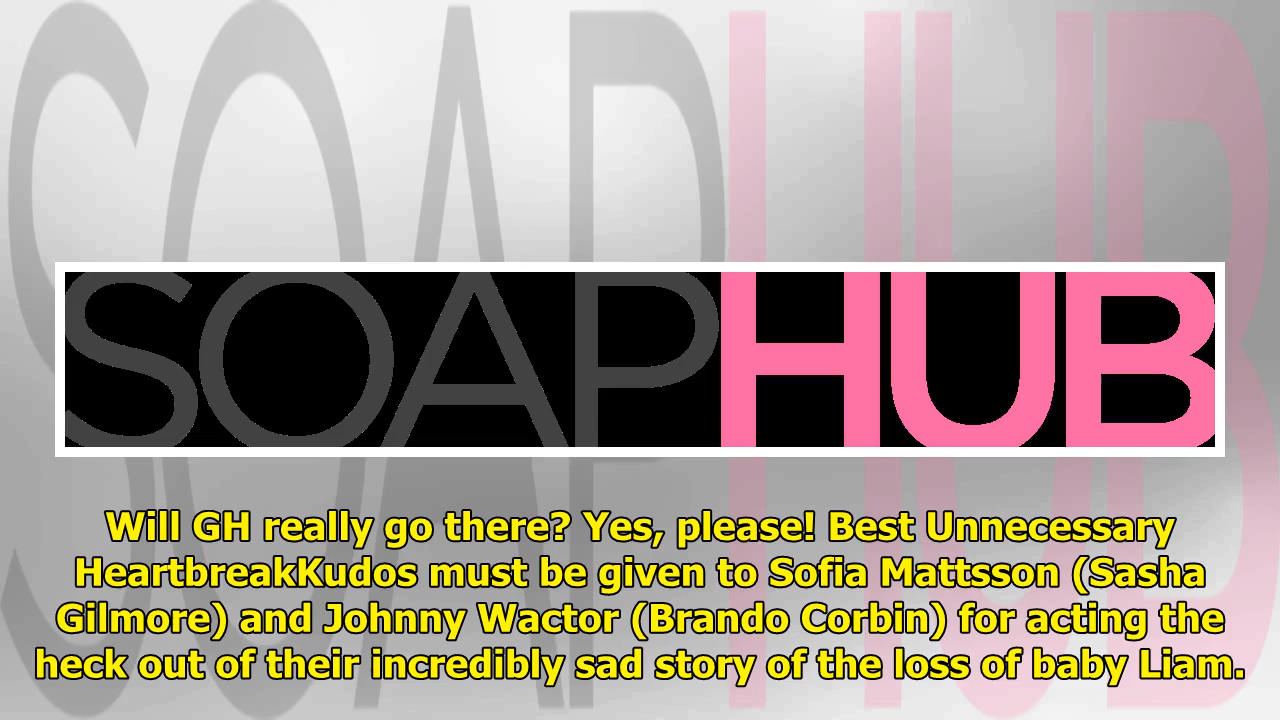 SOAPHUB
SOAPHUB
Will GH really go there? Yes, please! Best Unnecessary
HeartbreakKudos must be given to Sofia Mattsson (Sasha
Gilmore) and Johnny Wactor (Brando Corbin) for acting the
heck out of their incredibly sad story of the loss of baby Liam.